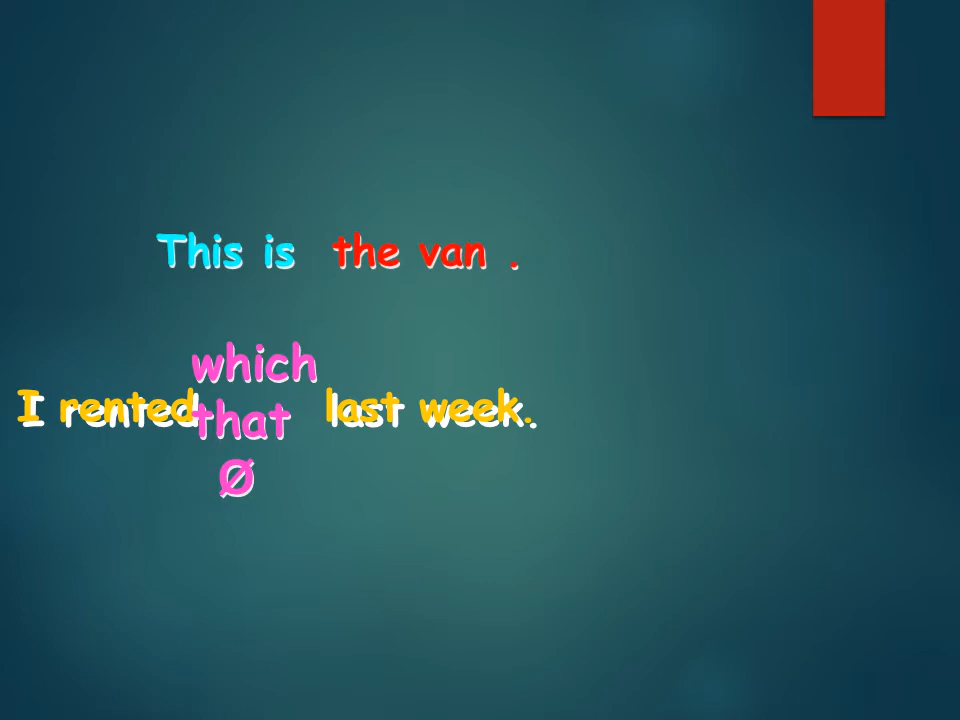 This is the van .
which
I rented that last week.
Ø